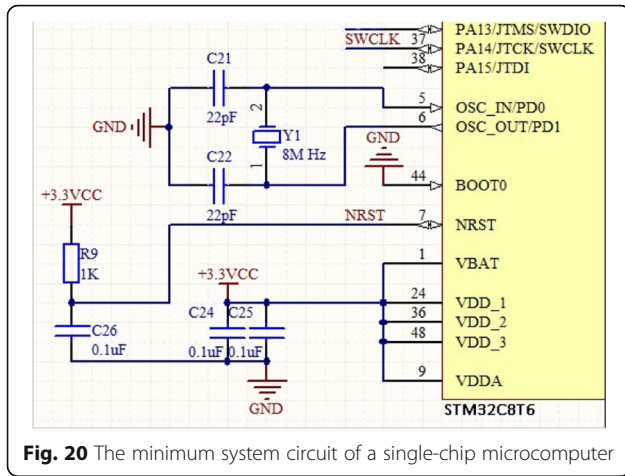 PA13/JTMS/SWDIO
SWCLK 37 PA14/JTCK/SWCLK
38 PA15/JTDI
C21
22pF
5 OSC_IN/PD0
6 OSC_OUT/PD1
GND
2
Y1
1
8M Hz
GND
C22
22pF
44 BOOT0
+3.3VCC
NRST 7 NRST
R9
1K
+3.3VCC
1 VBAT
24 VDD_1
36 VDD_2
48 VDD_3
C24 C25
0.1uF 0.1uF
C26
0.1uF
9 VDDA
GND
STM32C8T6
Fig. 20 The minimum system circuit of a single-chip microcomputer